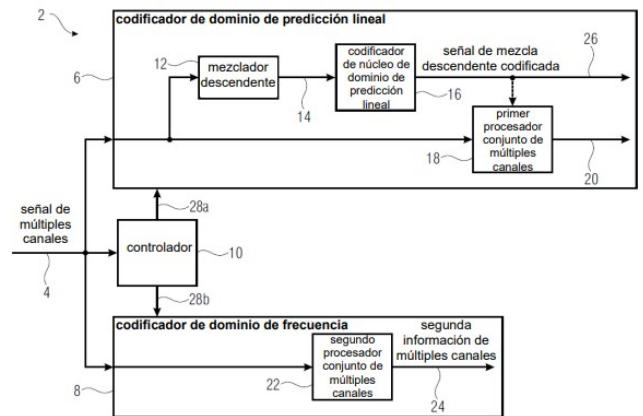 2
codificador de dominio de predicción lineal
6
12
mezclador
descendente
14
codificador
de núcleo de
dominio de
predicción
lineal
16
señal de mezcla
descendente codificada
26
18
primer
procesador
conjunto de
múltiples
canales
20
señal de
múltiples
canales
4
28a
controlador
10
28b
codificador de dominio de frecuencia
8
22
segundo
procesador
conjunto de
múltiples
canales
segunda
información de
múltiples canales
24